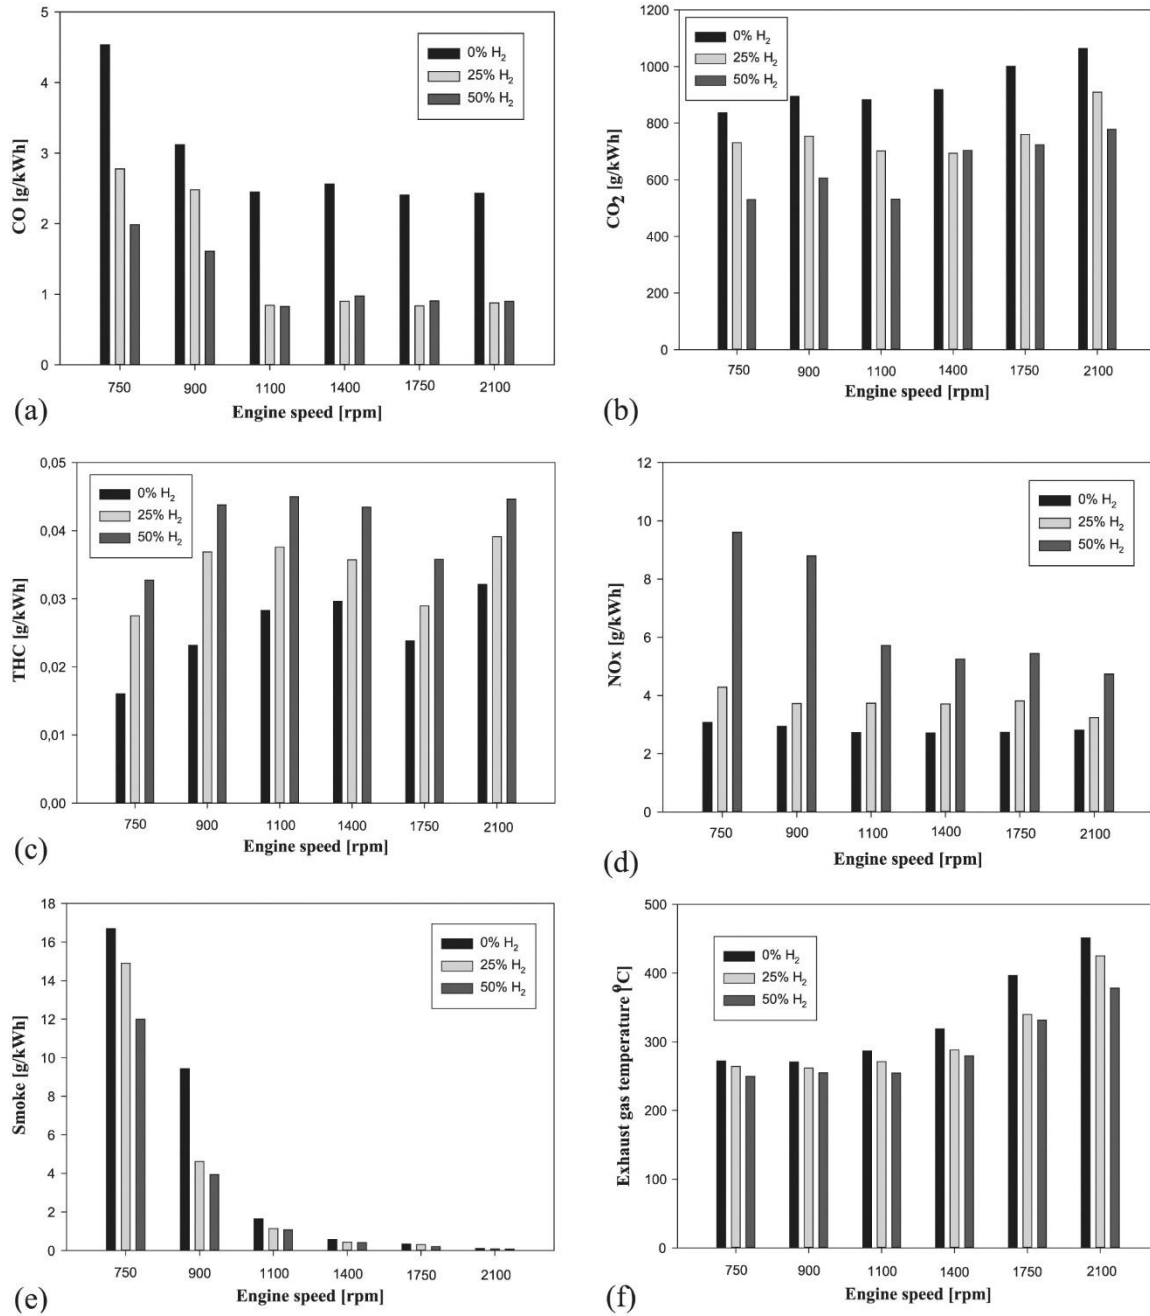 5
4
3
2
1
0
CO [g/kWh]
0% H₂
25% H₂
50% H₂
750 900 1100 1400 1750 2100
Engine speed [rpm]
(a)
1200
1000
800
600
400
200
0
CO₂ [g/kWh]
0% H₂
25% H₂
50% H₂
750 900 1100 1400 1750 2100
Engine speed [rpm]
(b)
0,05
0,04
0,03
0,02
0,01
0,00
THC [g/kWh]
0% H₂
25% H₂
50% H₂
750 900 1100 1400 1750 2100
Engine speed [rpm]
(c)
12
10
8
6
4
2
0
NOx [g/kWh]
0% H₂
25% H₂
50% H₂
750 900 1100 1400 1750 2100
Engine speed [rpm]
(d)
18
16
14
12
10
8
6
4
2
0
Smoke [g/kWh]
0% H₂
25% H₂
50% H₂
750 900 1100 1400 1750 2100
Engine speed [rpm]
(e)
500
400
300
200
100
0
Exhaust gas temperature [°C]
0% H₂
25% H₂
50% H₂
750 900 1100 1400 1750 2100
Engine speed [rpm]
(f)